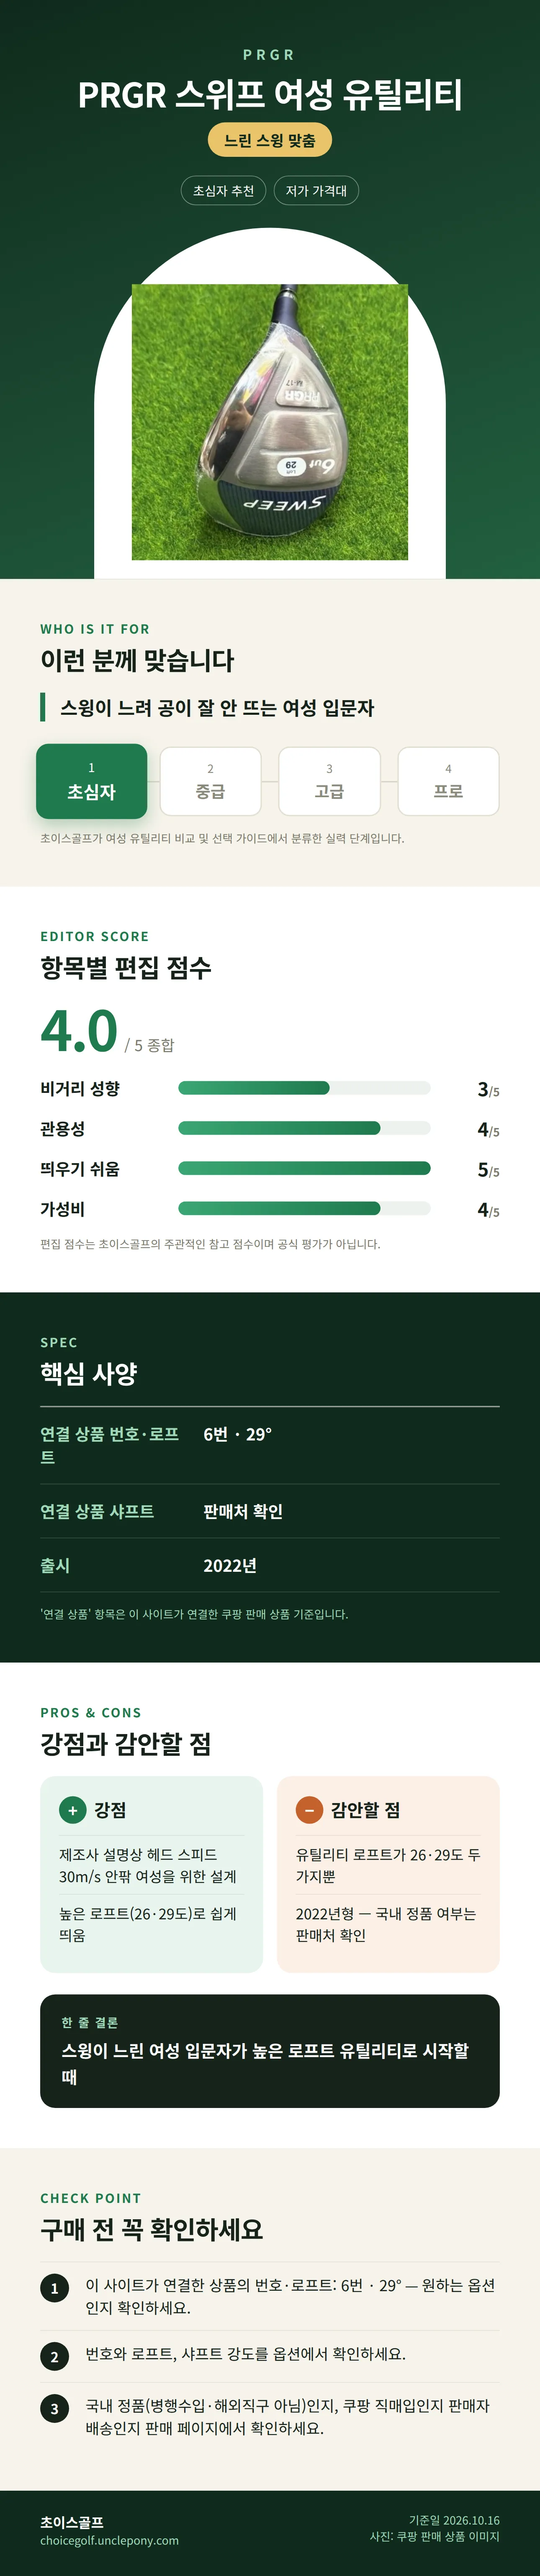 PRGR
PRGR 스위프 여성 유틸리티
느린 스윙 맞춤
초심자 추천
저가 가격대
M-17
PRGR
6ut
Loft
29
SWEEP
WHO IS IT FOR
이런 분께 맞습니다
스윙이 느려 공이 잘 안 뜨는 여성 입문자
1
초심자
2
중급
3
고급
4
프로
초이스골프가 여성 유틸리티 비교 및 선택 가이드에서 분류한 실력 단계입니다.
EDITOR SCORE
항목별 편집 점수
4.0 / 5 종합
비거리 성향 3/5
관용성 4/5
띄우기 쉬움 5/5
가성비 4/5
편집 점수는 초이스골프의 주관적인 참고 점수이며 공식 평가가 아닙니다.
SPEC
핵심 사양
연결 상품 번호·로프
트
6번 · 29°
연결 상품 샤프트 판매처 확인
출시 2022년
'연결 상품' 항목은 이 사이트가 연결한 쿠팡 판매 상품 기준입니다.
PROS & CONS
강점과 감안할 점
+ 강점
제조사 설명상 헤드 스피드
30m/s 안팎 여성을 위한 설계
높은 로프트(26·29도)로 쉽게
띄움
− 감안할 점
유틸리티 로프트가 26·29도 두
가지뿐
2022년형 — 국내 정품 여부는
판매처 확인
한 줄 결론
스윙이 느린 여성 입문자가 높은 로프트 유틸리티로 시작할
때
CHECK POINT
구매 전 꼭 확인하세요
1 이 사이트가 연결한 상품의 번호·로프트: 6번 · 29° — 원하는 옵션
인지 확인하세요.
2 번호와 로프트, 샤프트 강도를 옵션에서 확인하세요.
3 국내 정품(병행수입·해외직구 아님)인지, 쿠팡 직매입인지 판매자
배송인지 판매 페이지에서 확인하세요.
초이스골프
choicegolf.unclepony.com
기준일 2026.10.16
사진: 쿠팡 판매 상품 이미지